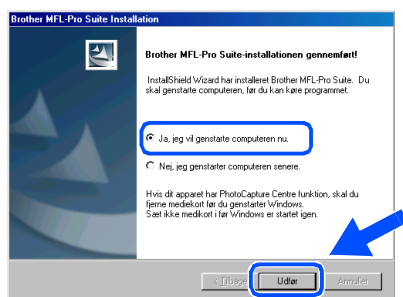 Brother MFL-Pro Suite Installation
Brother MFL-Pro Suite-installationen gennemført!
InstallShield Wizard har installeret Brother MFL-Pro Suite. Du
skal genstarte computeren, før du kan køre programmet.
Ja, jeg vil genstarte computeren nu.
Nej, jeg genstarter computeren senere.
Hvis dit apparat har PhotoCapture Centre funktion, skal du
fjerne mediekort før du genstarter Windows.
Sæt ikke medikort i før Windows er startet igen.
< Tilbage Udfør Annuller